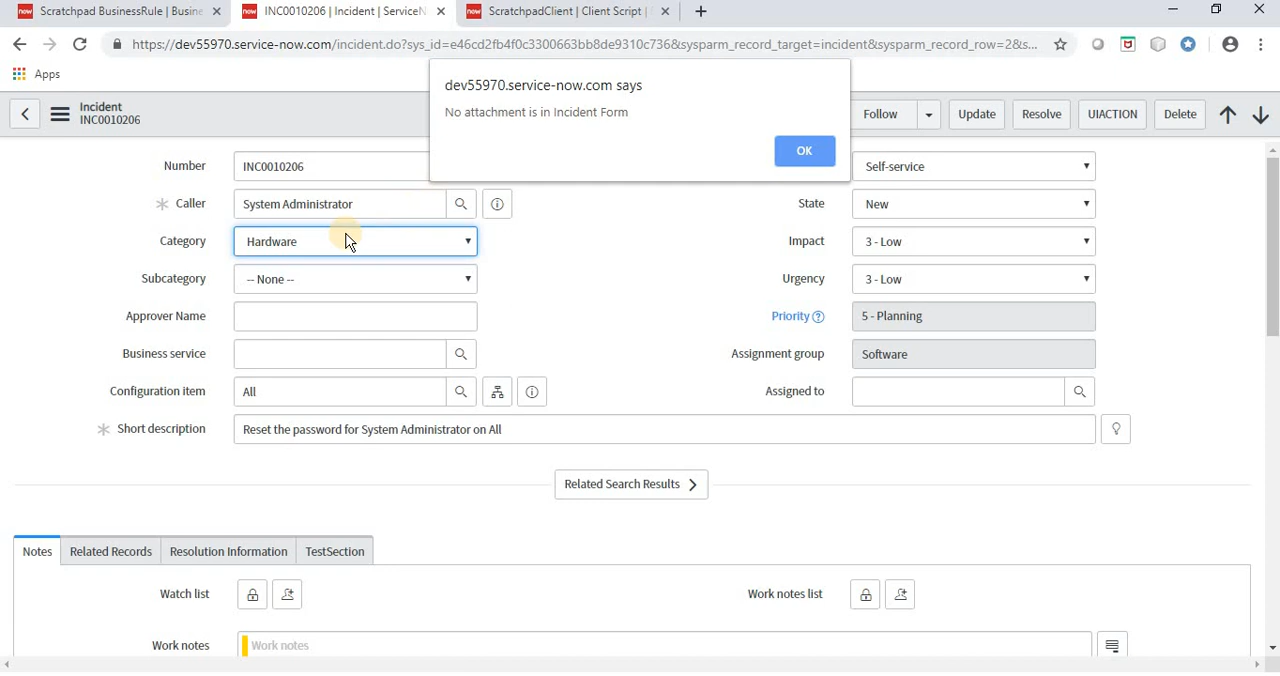 now Scratchpad BusinessRule | Busine
now INC0010206 | Incident | ServiceN
now ScratchpadClient | Client Script |
https://dev55970.service-now.com/incident.do?sys_id=e46cd2fb4f0c3300663bb8de9310c736&sysparm_record_target=incident&sysparm_record_row=2&s...
Apps
dev55970.service-now.com says
No attachment is in Incident Form
OK
Incident
INC0010206
Follow Update Resolve UIACTION Delete
Number INC0010206 Self-service
Caller System Administrator State New
Category Hardware Impact 3 - Low
Subcategory -- None -- Urgency 3 - Low
Approver Name Priority 5 - Planning
Business service Assignment group Software
Configuration item All Assigned to
Short description Reset the password for System Administrator on All
Related Search Results
Notes Related Records Resolution Information TestSection
Watch list Work notes list
Work notes Work notes